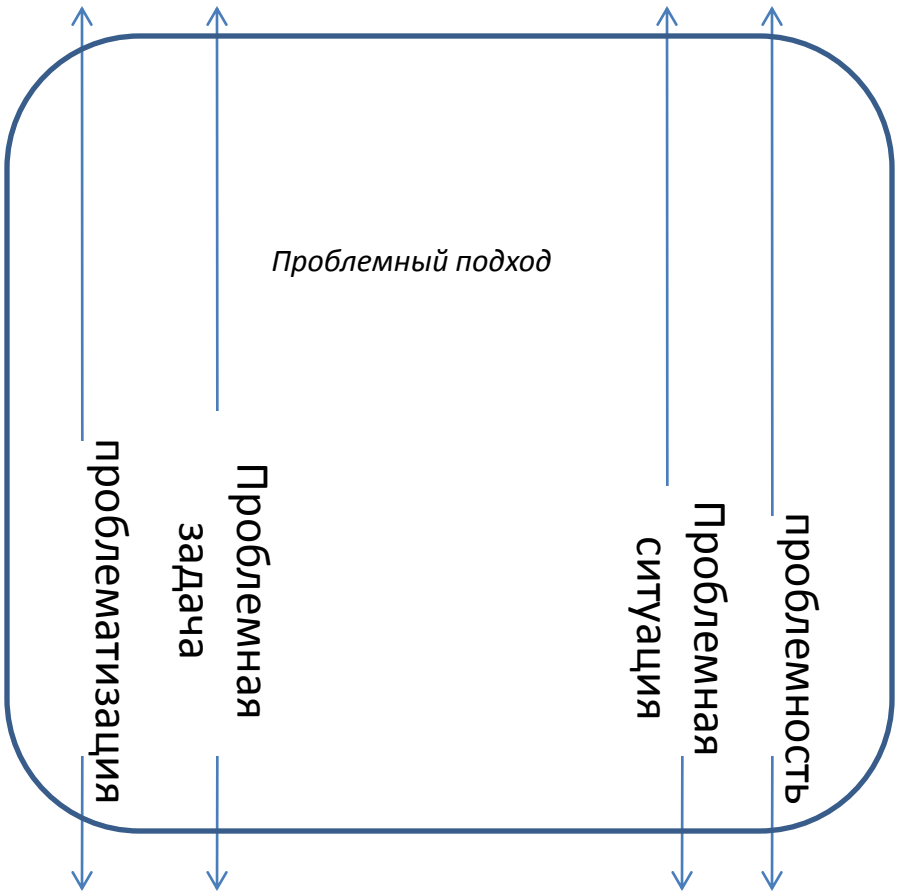 Проблемный подход
проблематизация
Проблемная
задача
Проблемная
ситуация
проблемность